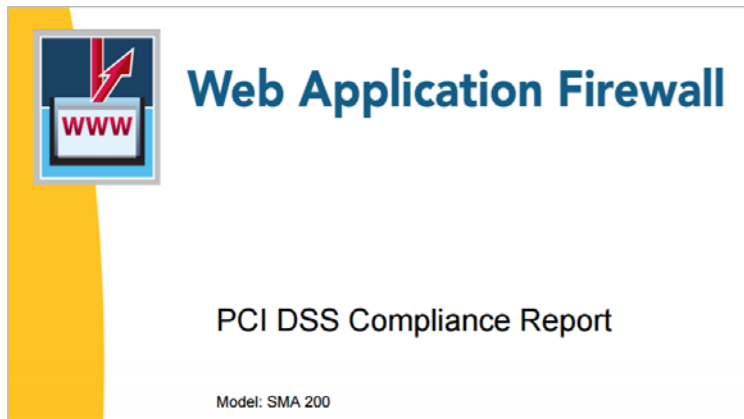 WWW
Web Application Firewall
PCI DSS Compliance Report
Model: SMA 200